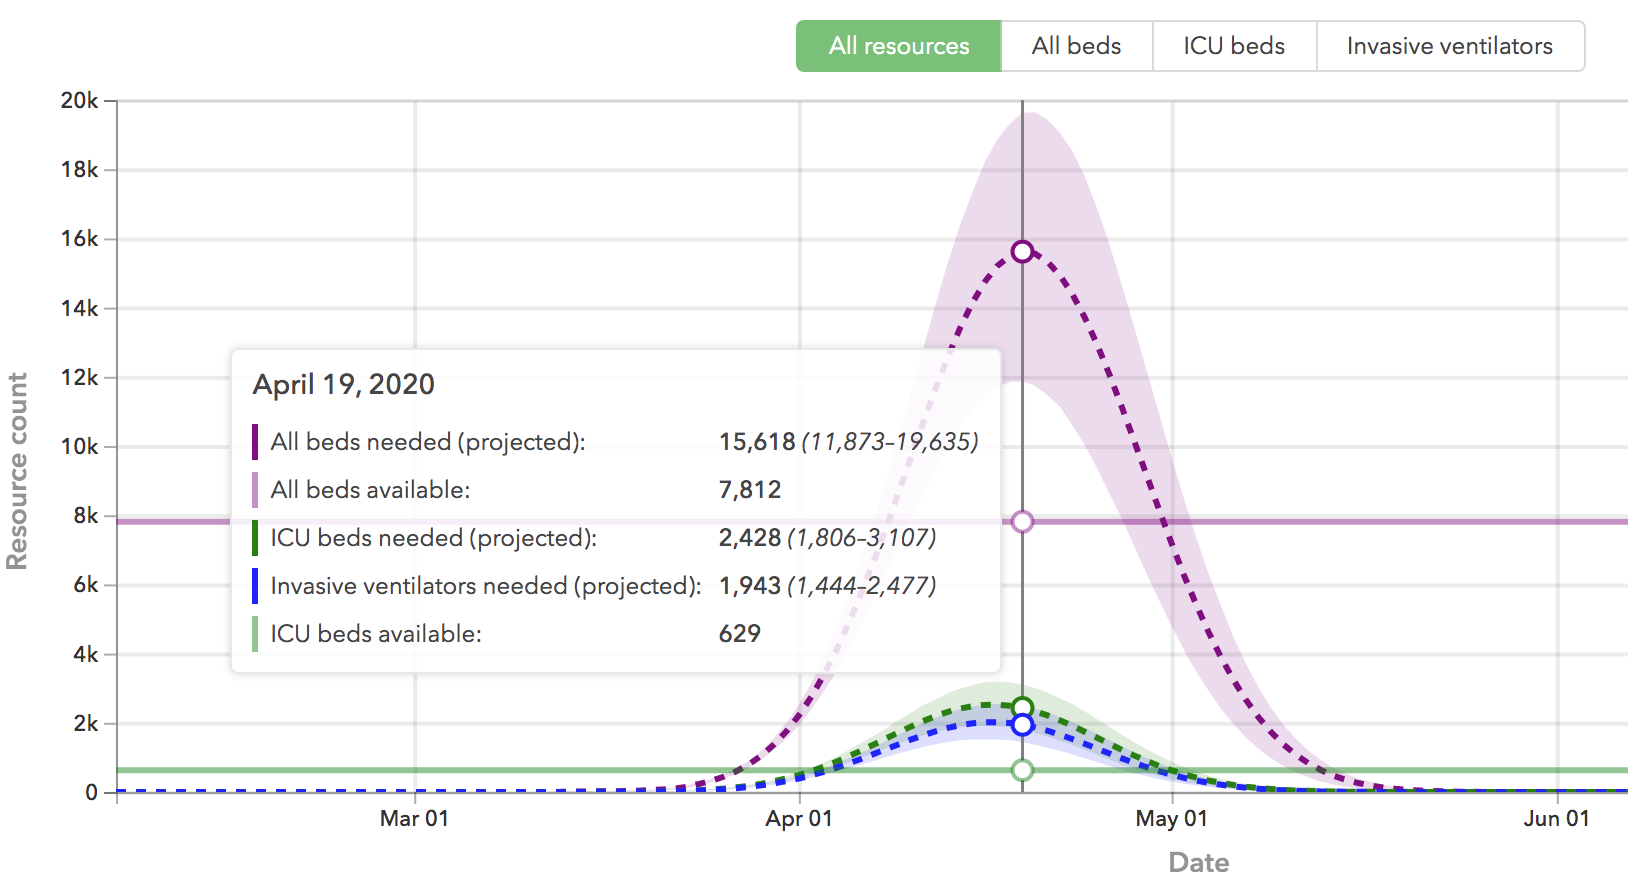 All resources All beds ICU beds Invasive ventilators
20k
18k
16k
14k
12k
10k
8k
6k
4k
2k
0
Resource count
April 19, 2020
All beds needed (projected): 15,618 (11,873–19,635)
All beds available: 7,812
ICU beds needed (projected): 2,428 (1,806–3,107)
Invasive ventilators needed (projected): 1,943 (1,444–2,477)
ICU beds available: 629
Mar 01 Apr 01 May 01 Jun 01
Date